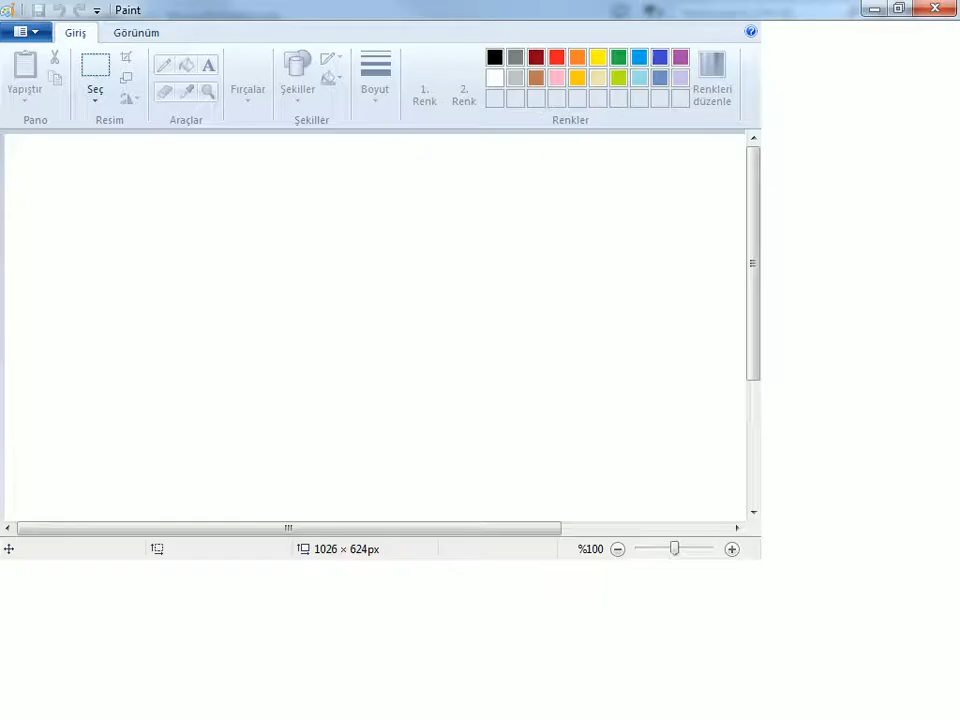 Paint
Giriş Görünüm
Yapıştır
Seç
A
Fırçalar
Şekiller
Boyut
1.
Renk
2.
Renk
Renkleri
düzenle
Pano
Resim
Araçlar
Şekiller
Renkler
1026 × 624px
%100